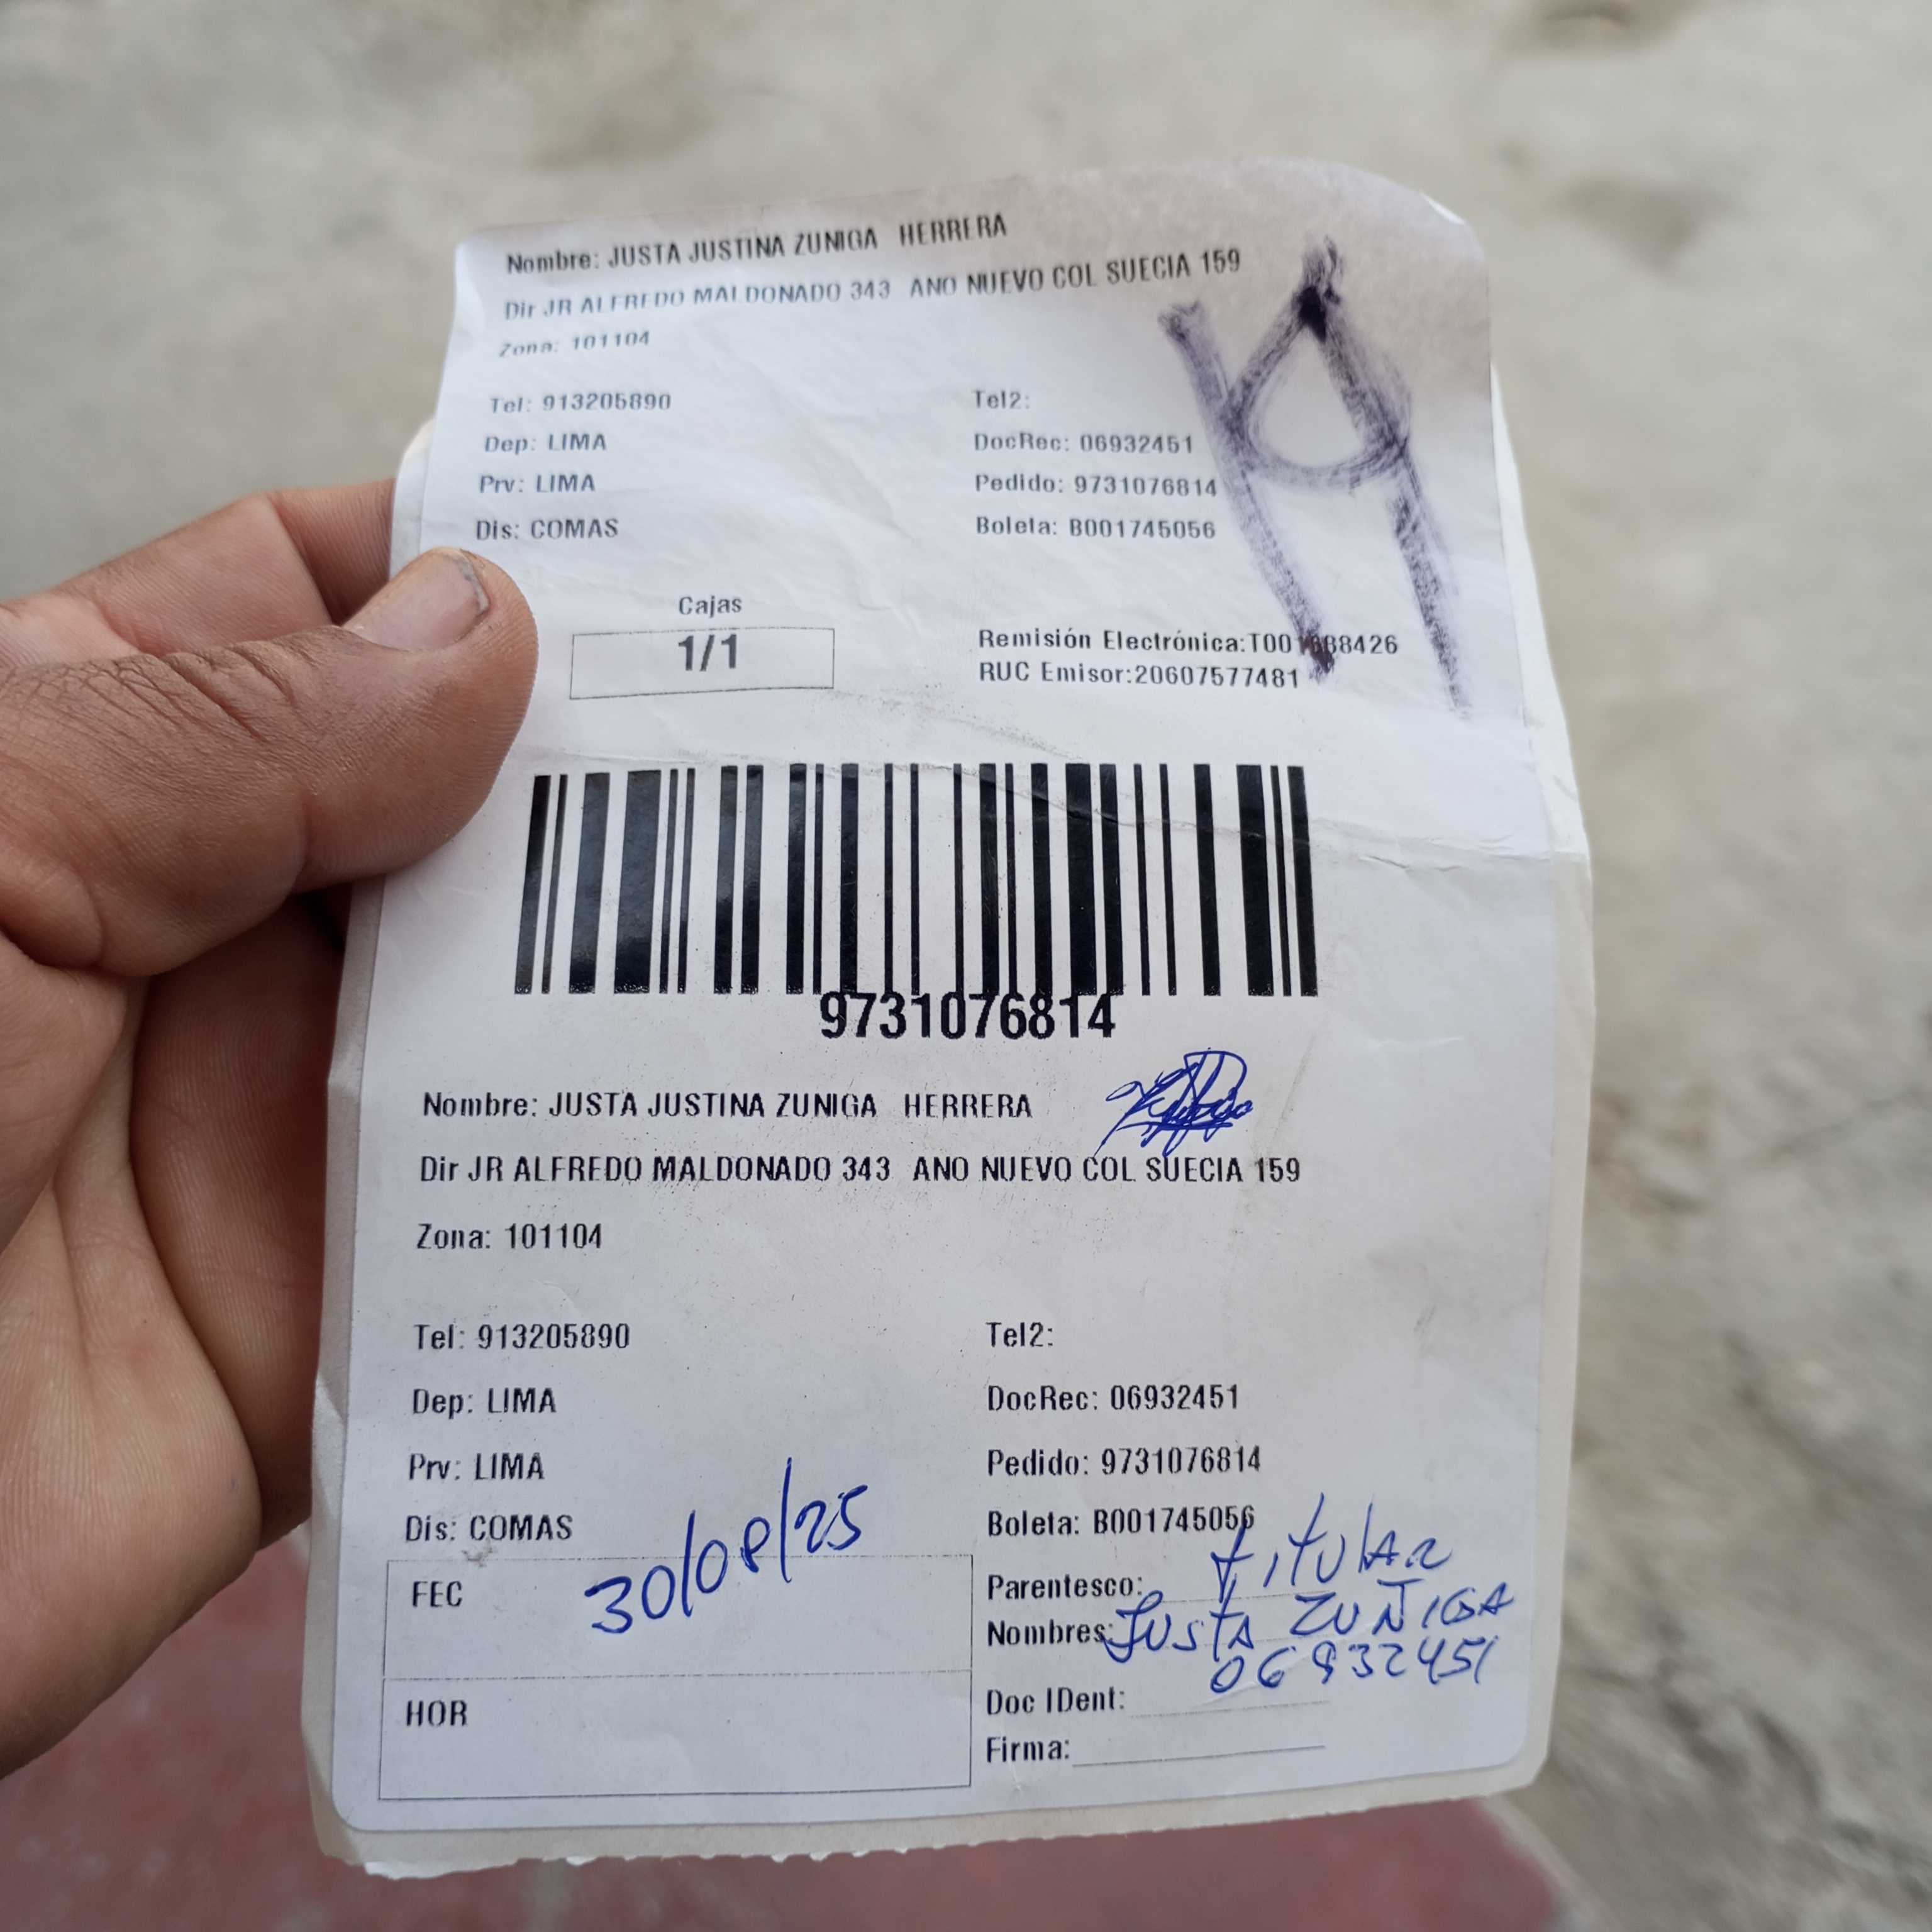 Nombre: JUSTA JUSTINA ZUNIGA HERRERA
Dir JR ALFREDO MALDONADO 343 ANO NUEVO COL SUECIA 159
Zona: 101104
Tel: 913205890 Tel2:
Dep: LIMA DocRec: 06932451
Prv: LIMA Pedido: 9731076814
Dis: COMAS Boleta: B001745056
Cajas
1/1
Remisión Electrónica:
RUC Emisor:20607577481
9731076814
Nombre: JUSTA JUSTINA ZUNIGA HERRERA
Dir JR ALFREDO MALDONADO 343 ANO NUEVO COL SUECIA 159
Zona: 101104
Tel: 913205890 Tel2:
Dep: LIMA DocRec: 06932451
Prv: LIMA Pedido: 9731076814
Dis: COMAS Boleta: B001745056
FEC 30/08/25
Parentesco: TITULAR
Nombres: JUSTA ZUÑIGA
06932451
HOR
Doc IDent:
Firma: